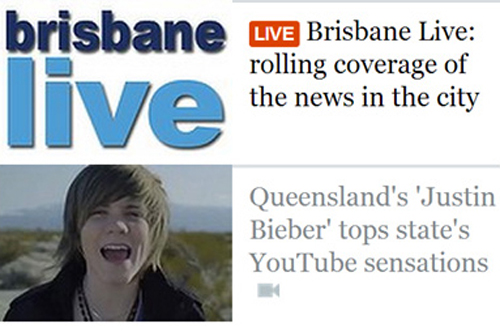 brisbane
live
LIVE Brisbane Live:
rolling coverage of
the news in the city
Queensland's 'Justin
Bieber' tops state's
YouTube sensations